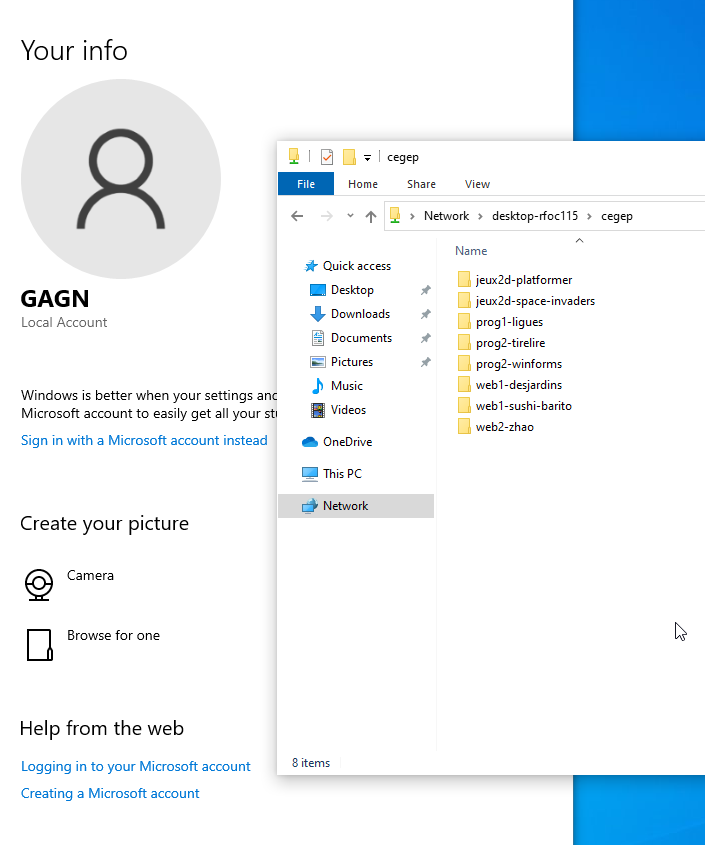 Your info
GAGN
Local Account
Windows is better when your settings and
Microsoft account to easily get all your stu
Sign in with a Microsoft account instead
Create your picture
Camera
Browse for one
Help from the web
Logging in to your Microsoft account
Creating a Microsoft account
cegep
File Home Share View
Network desktop-rfoc115 cegep
Quick access
Desktop
Downloads
Documents
Pictures
Music
Videos
OneDrive
This PC
Network
Name
jeux2d-platformer
jeux2d-space-invaders
prog1-ligues
prog2-tirelire
prog2-winforms
web1-desjardins
web1-sushi-barito
web2-zhao
8 items